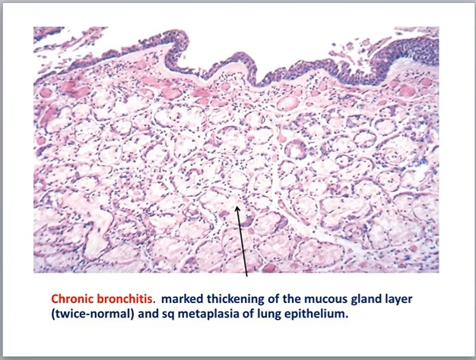 Chronic bronchitis. marked thickening of the mucous gland layer
(twice-normal) and sq metaplasia of lung epithelium.